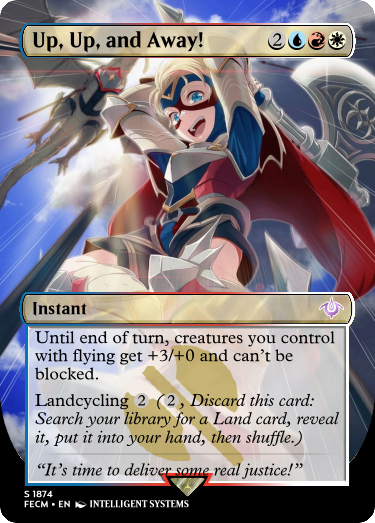 Up, Up, and Away! 2
Instant
Until end of turn, creatures you control
with flying get +3/+0 and can't be
blocked.
Landcycling 2 (2, Discard this card:
Search your library for a Land card, reveal
it, put it into your hand, then shuffle.)
“It's time to deliver some real justice!”
S 1874
FECM • EN INTELLIGENT SYSTEMS